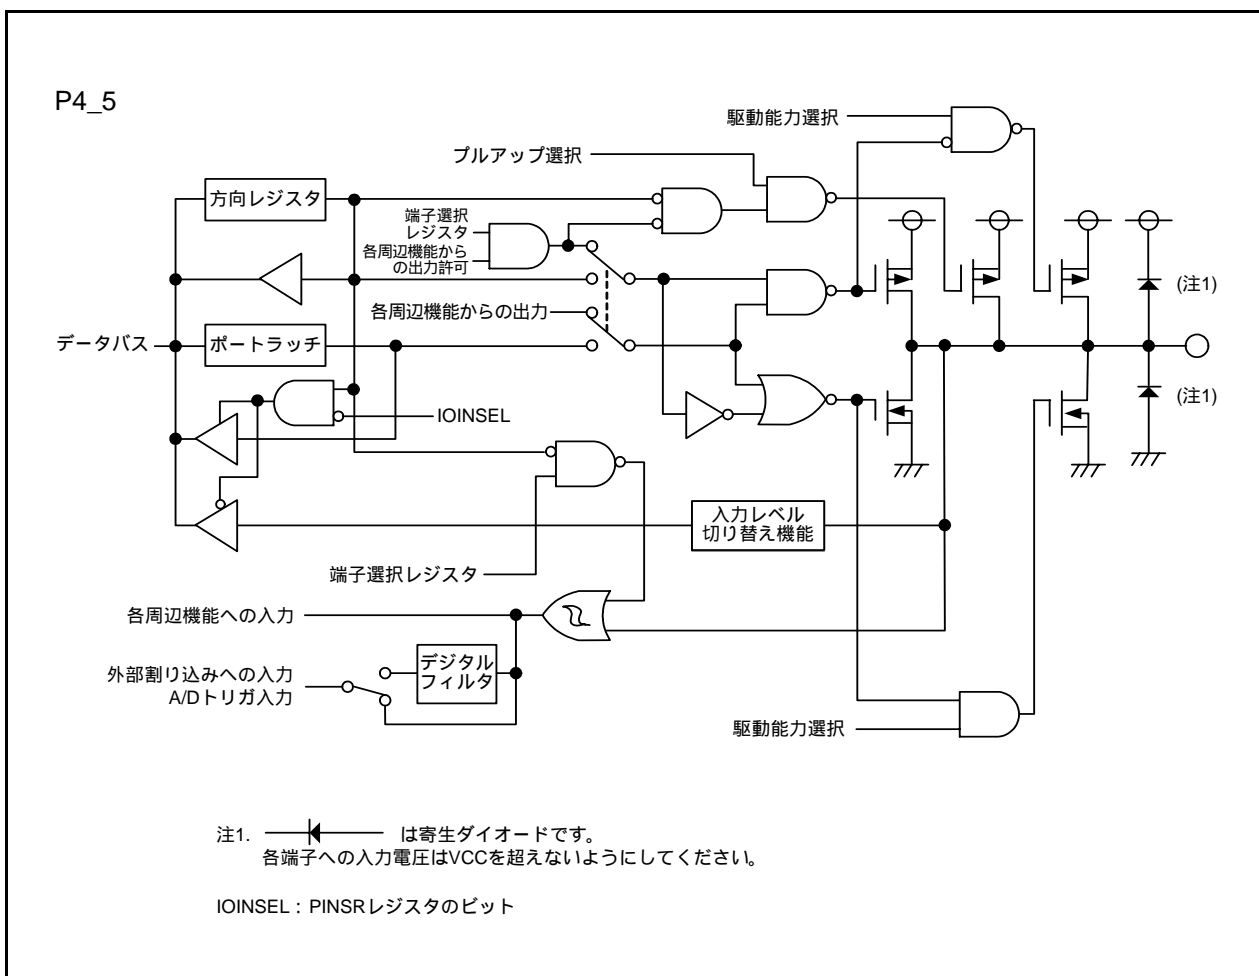 P4_5
駆動能力選択
プルアップ選択
方向レジスタ
端子選択
レジスタ
各周辺機能から
の出力許可
(注1)
各周辺機能からの出力
データバス
ポートラッチ
(注1)
IOINSEL
入力レベル
切り替え機能
端子選択レジスタ
各周辺機能への入力
デジタル
フィルタ
外部割り込みへの入力
A/Dトリガ入力
駆動能力選択
注1. は寄生ダイオードです。
各端子への入力電圧はVCCを超えないようにしてください。
IOINSEL : PINSRレジスタのビット